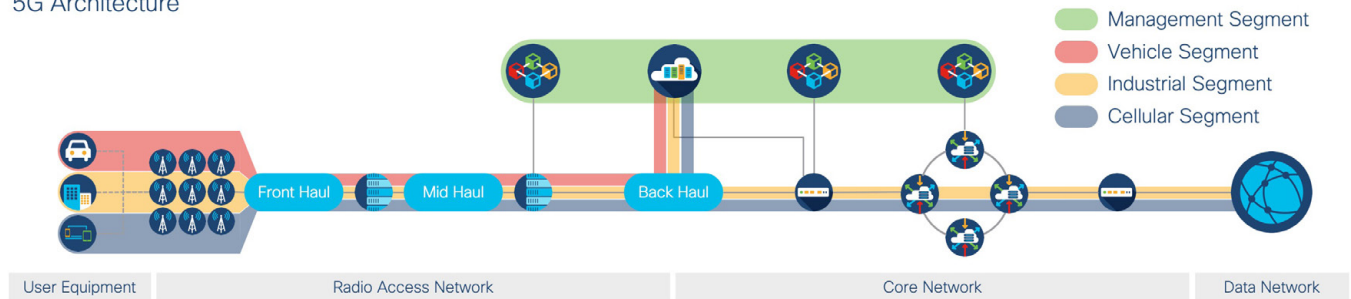 5G Architecture
Management Segment
Vehicle Segment
Industrial Segment
Cellular Segment
Front Haul
Mid Haul
Back Haul
User Equipment
Radio Access Network
Core Network
Data Network